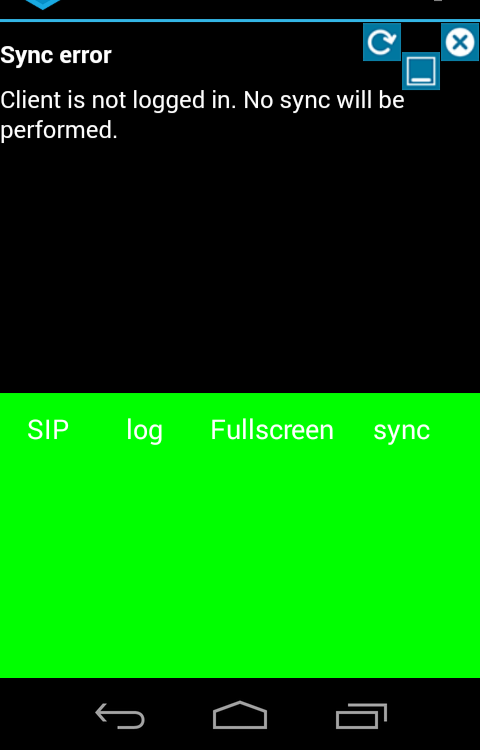 Sync error
Client is not logged in. No sync will be
performed.
SIP log Fullscreen sync